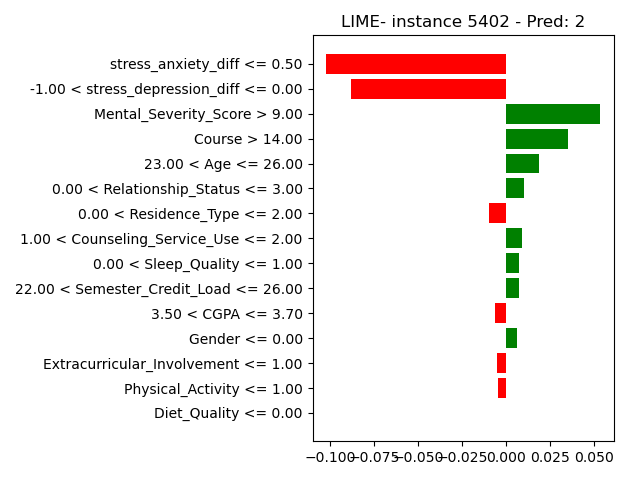 LIME- instance 5402 - Pred: 2
stress_anxiety_diff <= 0.50
-1.00 < stress_depression_diff <= 0.00
Mental_Severity_Score > 9.00
Course > 14.00
23.00 < Age <= 26.00
0.00 < Relationship_Status <= 3.00
0.00 < Residence_Type <= 2.00
1.00 < Counseling_Service_Use <= 2.00
0.00 < Sleep_Quality <= 1.00
22.00 < Semester_Credit_Load <= 26.00
3.50 < CGPA <= 3.70
Gender <= 0.00
Extracurricular_Involvement <= 1.00
Physical_Activity <= 1.00
Diet_Quality <= 0.00
−0.100 −0.075 −0.050 −0.025 0.000 0.025 0.050